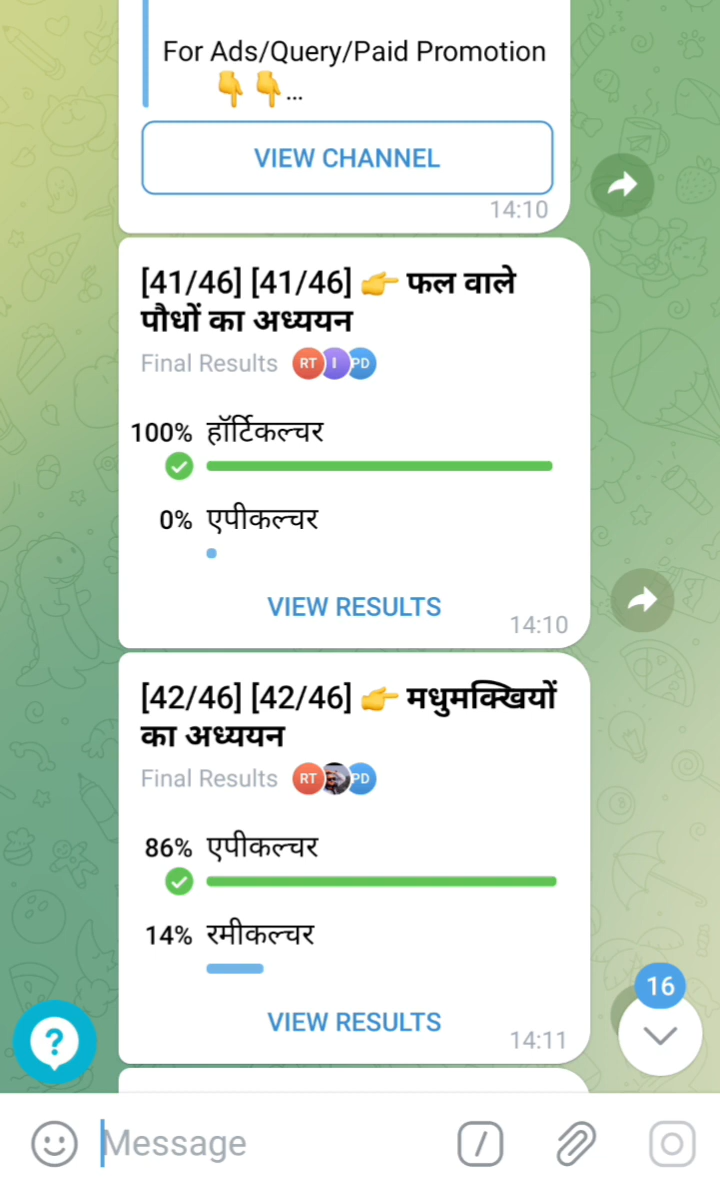 For Ads/Query/Paid Promotion
👇 👇...
VIEW CHANNEL
14:10
[41/46] [41/46] 👉 फल वाले
पौधों का अध्ययन
Final Results RT I PD
100% हॉर्टिकल्चर
0% एपीकल्चर
VIEW RESULTS
14:10
[42/46] [42/46] 👉 मधुमक्खियों
का अध्ययन
Final Results RT PD
86% एपीकल्चर
14% रमीकल्चर
VIEW RESULTS
14:11
16
?
Message
/